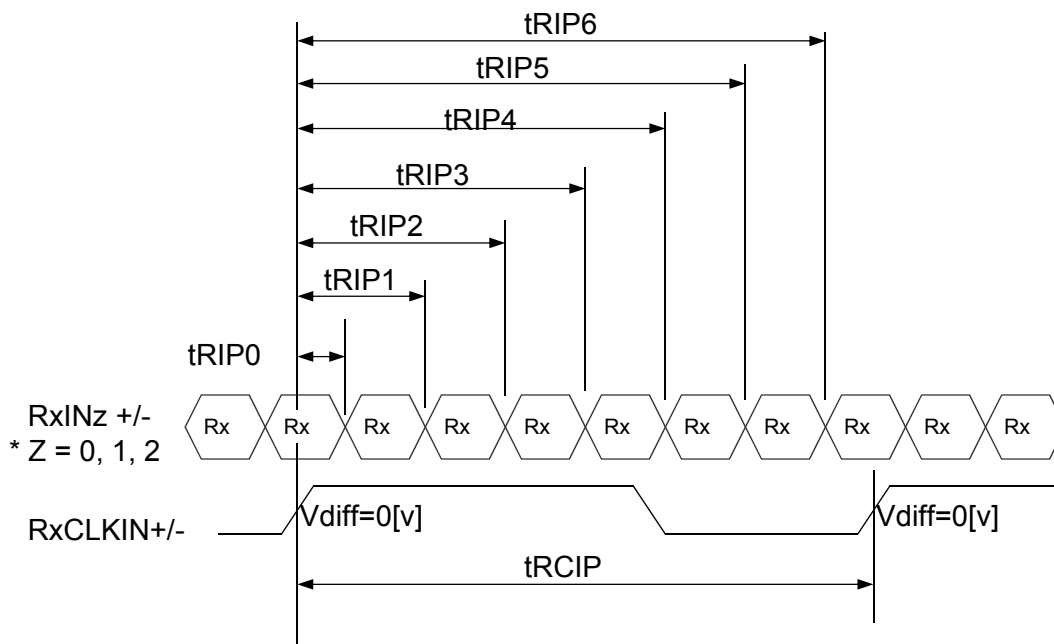 tRIP6
tRIP5
tRIP4
tRIP3
tRIP2
tRIP1
tRIP0
RxINz +/-
* Z = 0, 1, 2
Rx Rx Rx Rx Rx Rx Rx Rx Rx Rx Rx
RxCLKIN+/-
Vdiff=0[v] Vdiff=0[v]
tRCIP